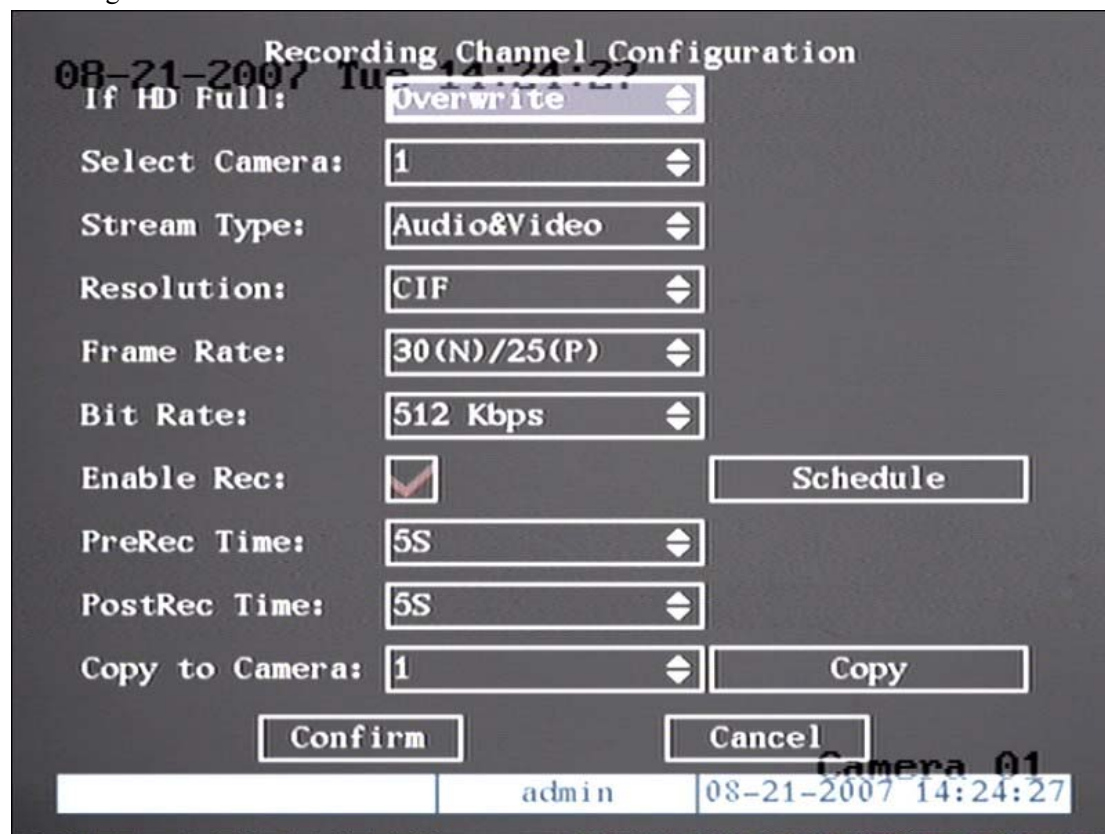 Recording Channel Configuration
08-21-2007 Tue 14:24:27
If HD Full: Overwrite
Select Camera: 1
Stream Type: Audio&Video
Resolution: CIF
Frame Rate: 30(N)/25(P)
Bit Rate: 512 Kbps
Enable Rec: Schedule
PreRec Time: 5S
PostRec Time: 5S
Copy to Camera: 1 Copy
Confirm Cancel
Camera 01
admin 08-21-2007 14:24:27